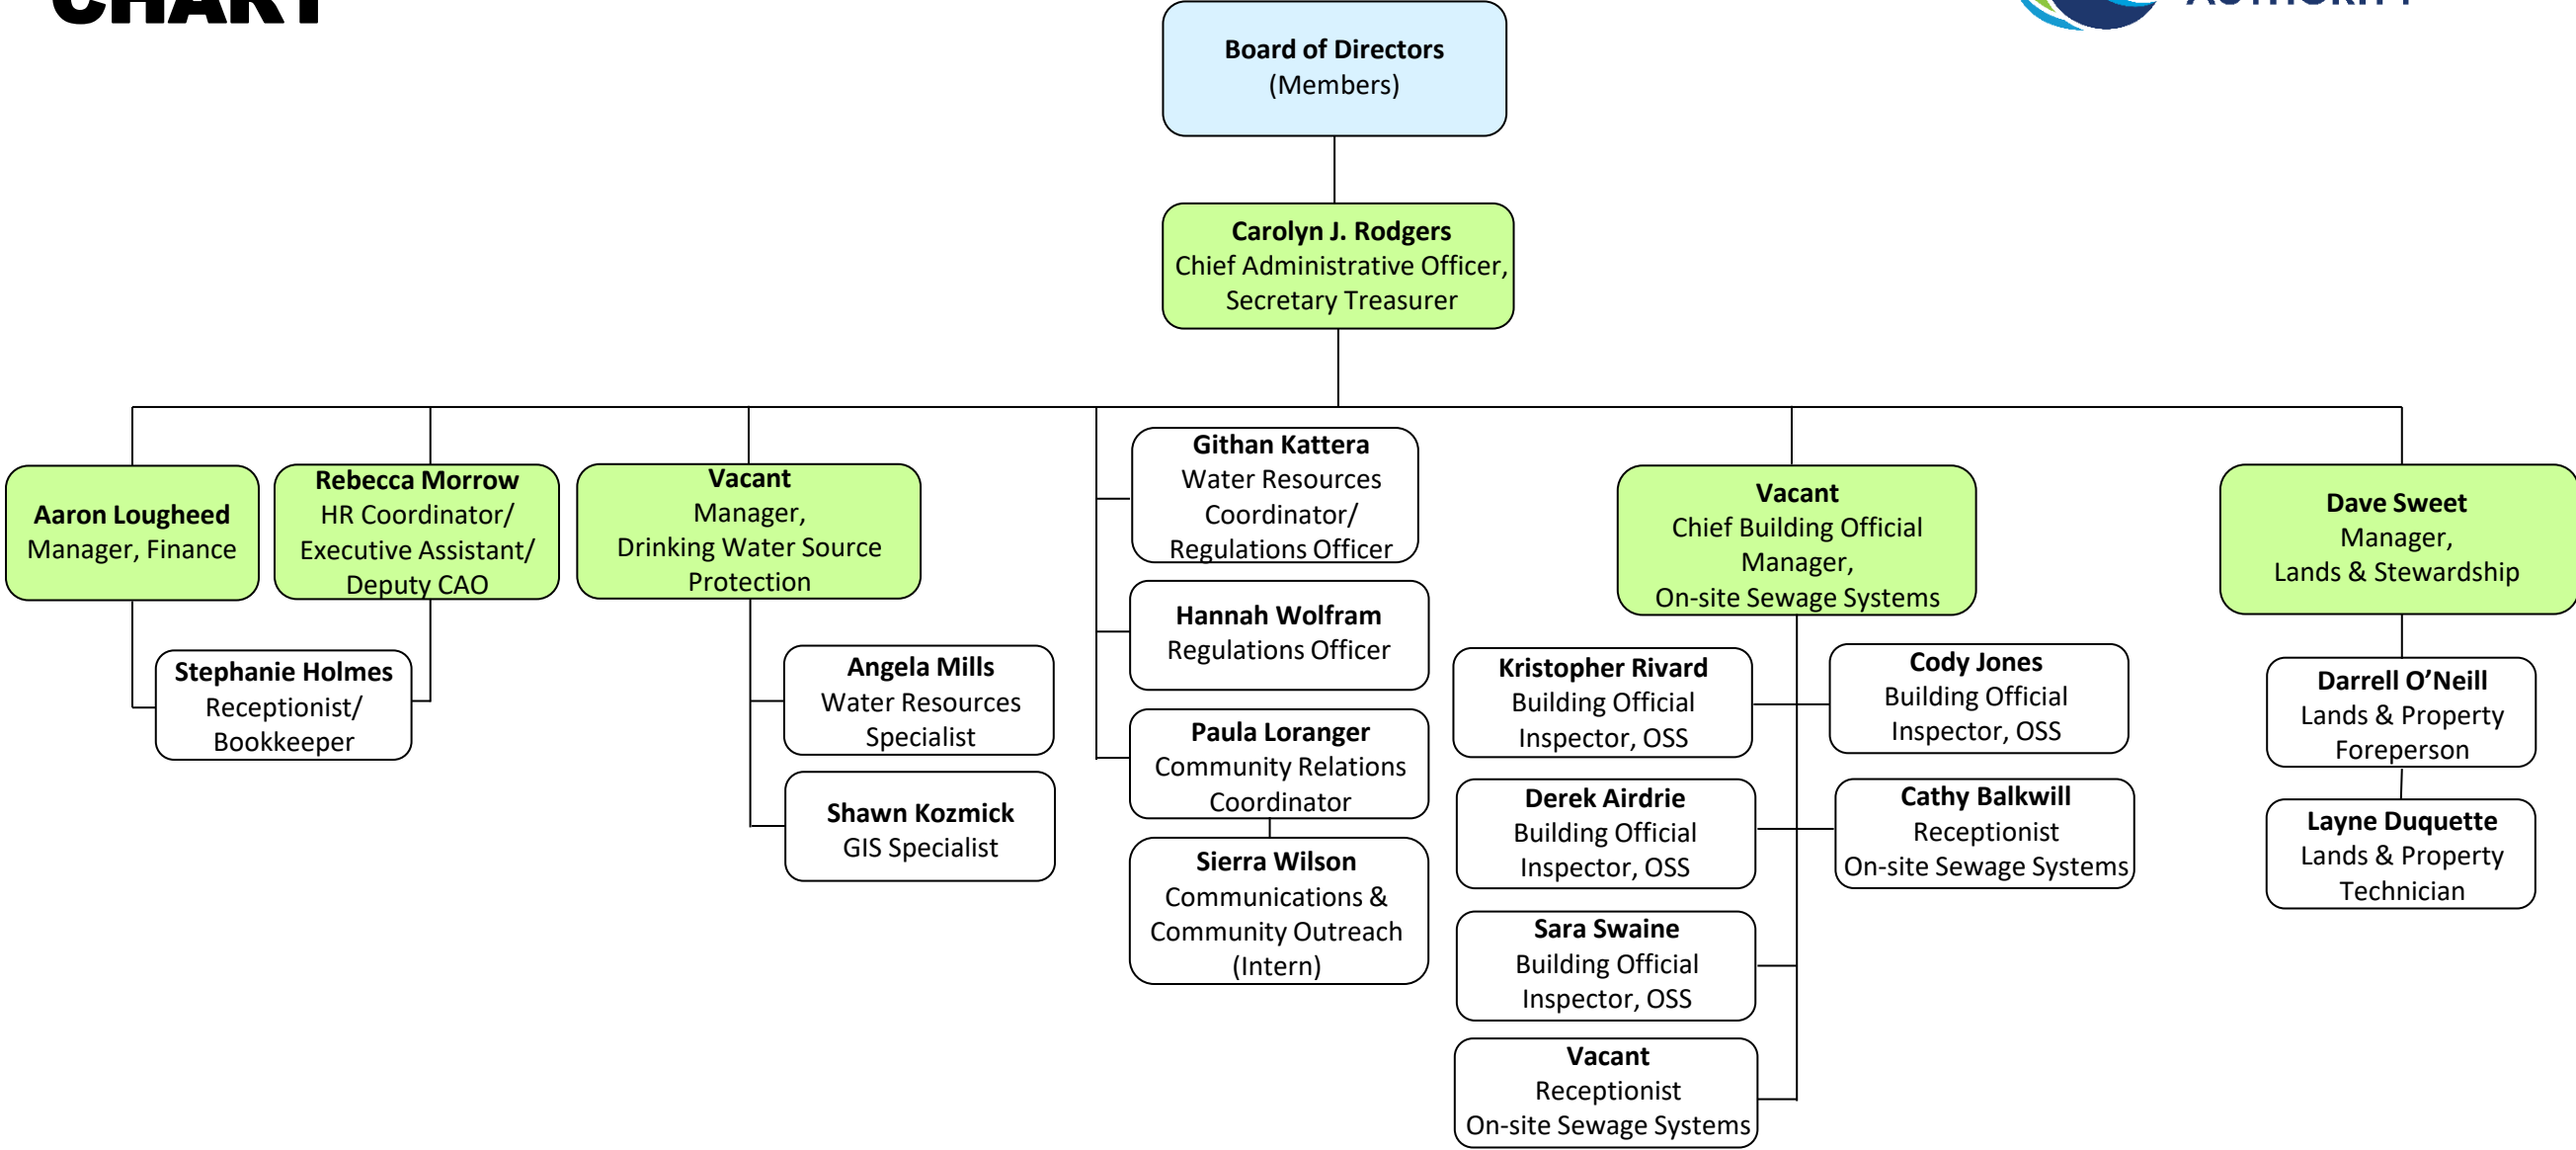 CHART
AUTHORITY
Board of Directors
(Members)
Carolyn J. Rodgers
Chief Administrative Officer,
Secretary Treasurer
Aaron Lougheed
Manager, Finance
Rebecca Morrow
HR Coordinator/
Executive Assistant/
Deputy CAO
Stephanie Holmes
Receptionist/
Bookkeeper
Vacant
Manager,
Drinking Water Source
Protection
Angela Mills
Water Resources
Specialist
Shawn Kozmick
GIS Specialist
Githan Kattera
Water Resources
Coordinator/
Regulations Officer
Hannah Wolfram
Regulations Officer
Paula Loranger
Community Relations
Coordinator
Sierra Wilson
Communications &
Community Outreach
(Intern)
Vacant
Chief Building Official
Manager,
On-site Sewage Systems
Kristopher Rivard
Building Official
Inspector, OSS
Cody Jones
Building Official
Inspector, OSS
Derek Airdrie
Building Official
Inspector, OSS
Cathy Balkwill
Receptionist
On-site Sewage Systems
Sara Swaine
Building Official
Inspector, OSS
Vacant
Receptionist
On-site Sewage Systems
Dave Sweet
Manager,
Lands & Stewardship
Darrell O’Neill
Lands & Property
Foreperson
Layne Duquette
Lands & Property
Technician